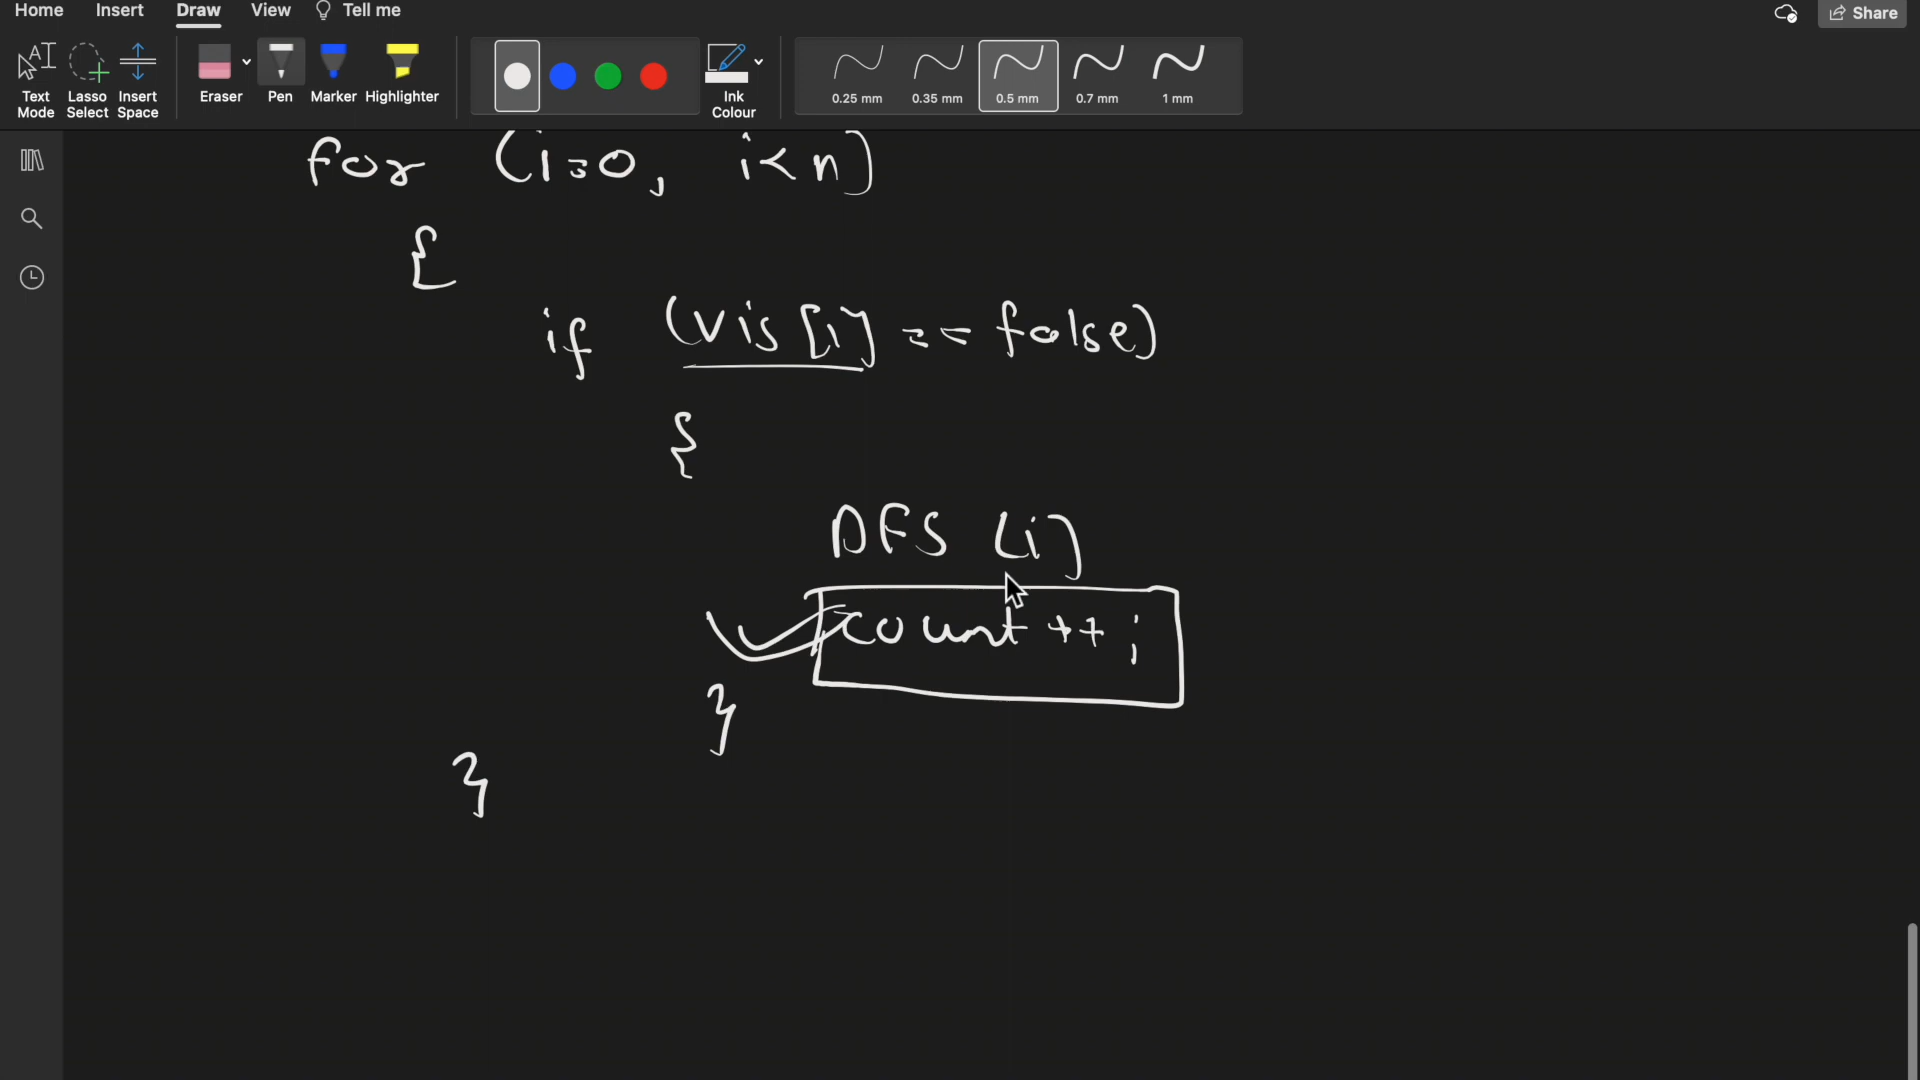 Home Insert Draw View Tell me Share
Text Mode Lasso Select Insert Space Eraser Pen Marker Highlighter Ink Colour 0.25 mm 0.35 mm 0.5 mm 0.7 mm 1 mm
for (i=0, i<n)
{
if (vis[i] == false)
{
DFS (i)
count ++ ;
}
}